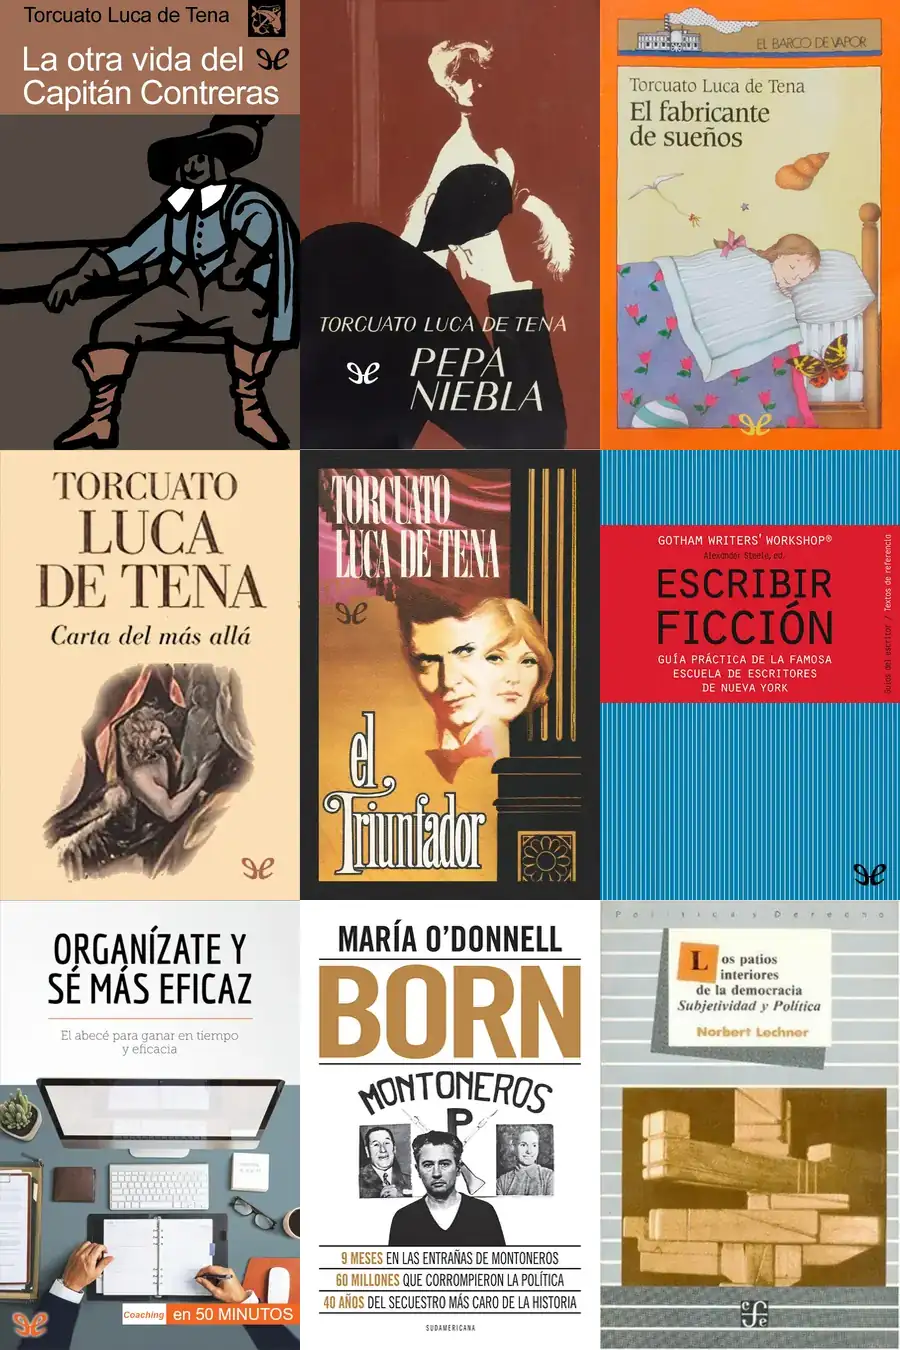 Torcuato Luca de Tena
La otra vida del
Capitán Contreras
TORCUATO LUCA DE TENA
PEPA
NIEBLA
EL BARCO DE VAPOR
Torcuato Luca de Tena
El fabricante
de sueños
TORCUATO
LUCA
DE TENA
Carta del más allá
TORCUATO
LUCA DE TENA
el
Triunfador
GOTHAM WRITERS' WORKSHOP®
Alexander Steele, ed.
ESCRIBIR
FICCIÓN
GUÍA PRÁCTICA DE LA FAMOSA
ESCUELA DE ESCRITORES
DE NUEVA YORK
Guías del escritor / Textos de referencia
ORGANÍZATE Y
SÉ MÁS EFICAZ
El abecé para ganar en tiempo
y eficacia
Coaching en 50 MINUTOS
MARÍA O'DONNELL
BORN
MONTONEROS
P
9 MESES EN LAS ENTRAÑAS DE MONTONEROS
60 MILLONES QUE CORROMPIERON LA POLÍTICA
40 AÑOS DEL SECUESTRO MÁS CARO DE LA HISTORIA
SUDAMERICANA
Política y Derecho
Los patios
interiores
de la democracia
Subjetividad y Política
Norbert Lechner
cfe